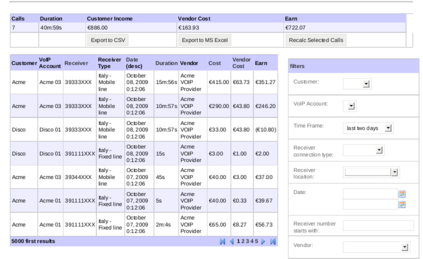 Calls Duration Customer Income Vendor Cost Earn
7 40m:59s €886.00 €163.93 €722.07
Export to CSV Export to MS Excel Recalc Selected Calls
Customer VoIP Account Receiver Receiver Type Date (desc) Duration Vendor Cost Vendor Cost Earn
Acme Acme 03 39333XXX Italy - Mobile line October 08, 2009 0:12:06 15m:56s Acme VOIP Provider €415.00 €63.73 €351.27
Acme Acme 03 39333XXX Italy - Mobile line October 08, 2009 0:12:06 10m:57s Acme VOIP Provider €290.00 €43.80 €246.20
Disco Disco 01 39333XXX Italy - Mobile line October 08, 2009 0:12:06 10m:57s Acme VOIP Provider €33.00 €43.80 (€10.80)
Disco Disco 01 391111XXX Italy - Fixed line October 08, 2009 0:12:06 15s Acme VOIP Provider €3.00 €1.00 €2.00
Acme Acme 03 39344XXX Italy - Mobile line October 07, 2009 0:12:06 45s Acme VOIP Provider €40.00 €3.00 €37.00
Acme Acme 01 391111XXX Italy - Fixed line October 07, 2009 0:12:06 5s Acme VOIP Provider €40.00 €0.33 €39.67
Acme Acme 01 391111XXX Italy - Fixed line October 07, 2009 0:12:06 2m:4s Acme VOIP Provider €65.00 €8.27 €56.73
5000 first results 1 2 3 4 5
filters
Customer:
VoIP Account:
Time Frame: last two days
Receiver
connection type:
Receiver
location:
Date:
Receiver number
starts with:
Vendor: